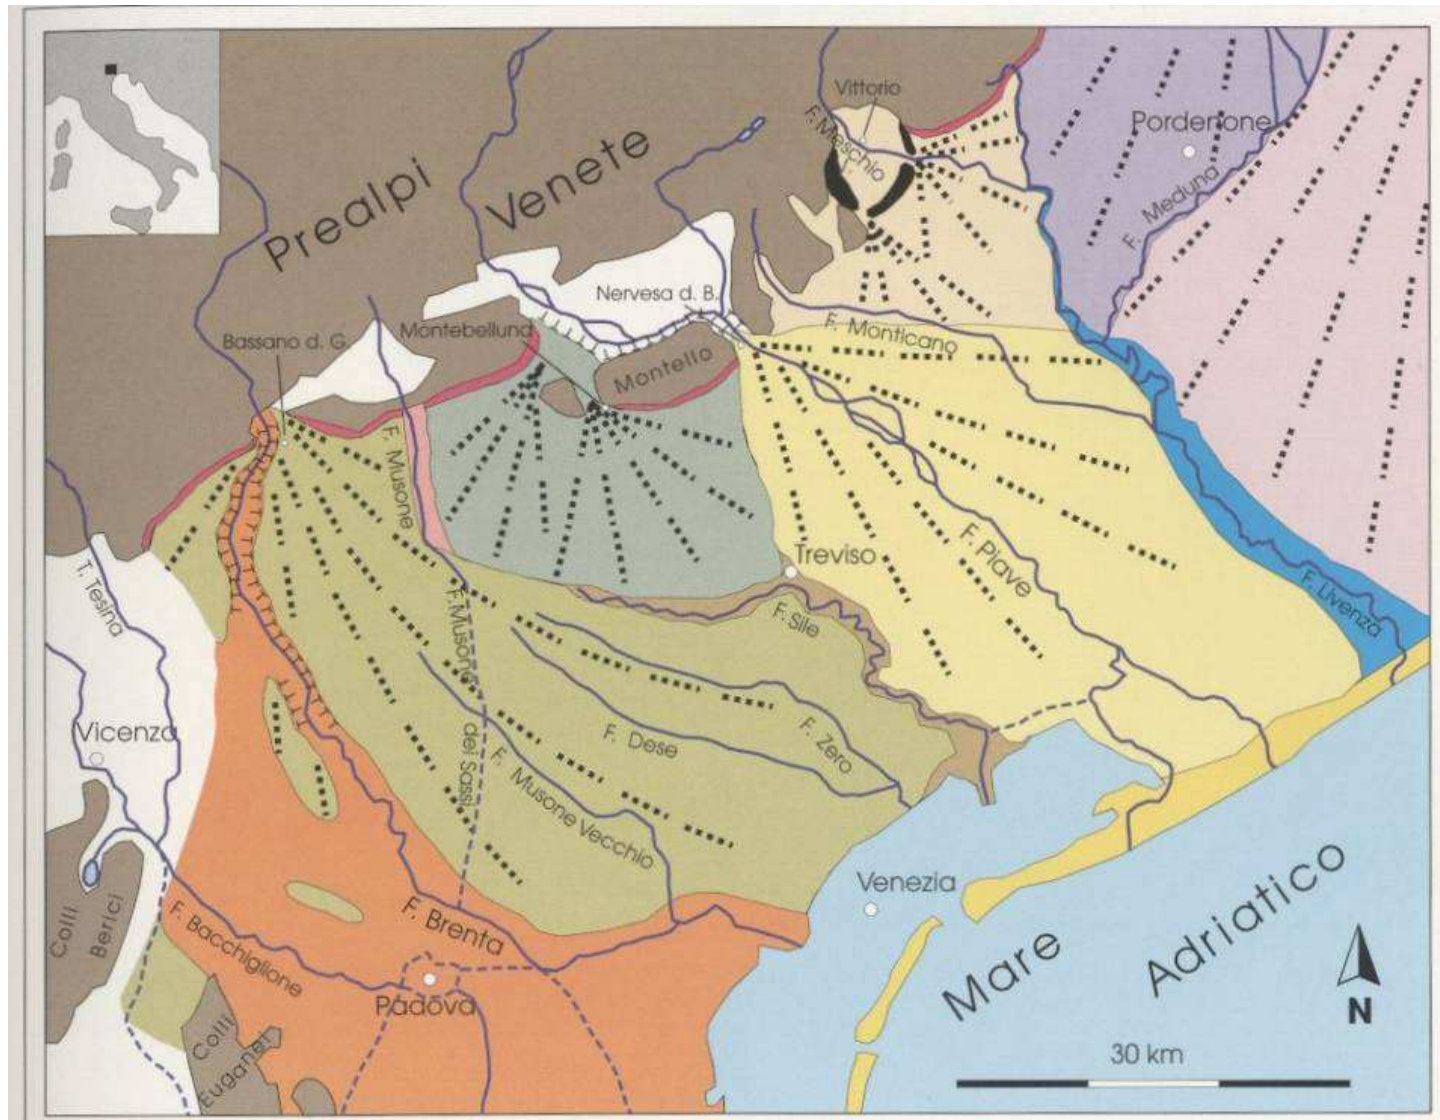 Vittorio
F. Meschio
Pordenone
Prealpi
Venete
F. Meduna
Nervesa d. B.
Bassano d. G.
Montebelluna
F. Monticano
Montello
F. Musone
T. Tesina
Treviso
F. Piave
F. Livenza
F. Sile
F. Musone
dei Sassi
Vicenza
F. Dese
F. Zero
F. Musone Vecchio
Venezia
Colli
Berici
F. Bacchiglione
F. Brenta
Padova
Colli
Euganei
Mare
Adriatico
N
30 km